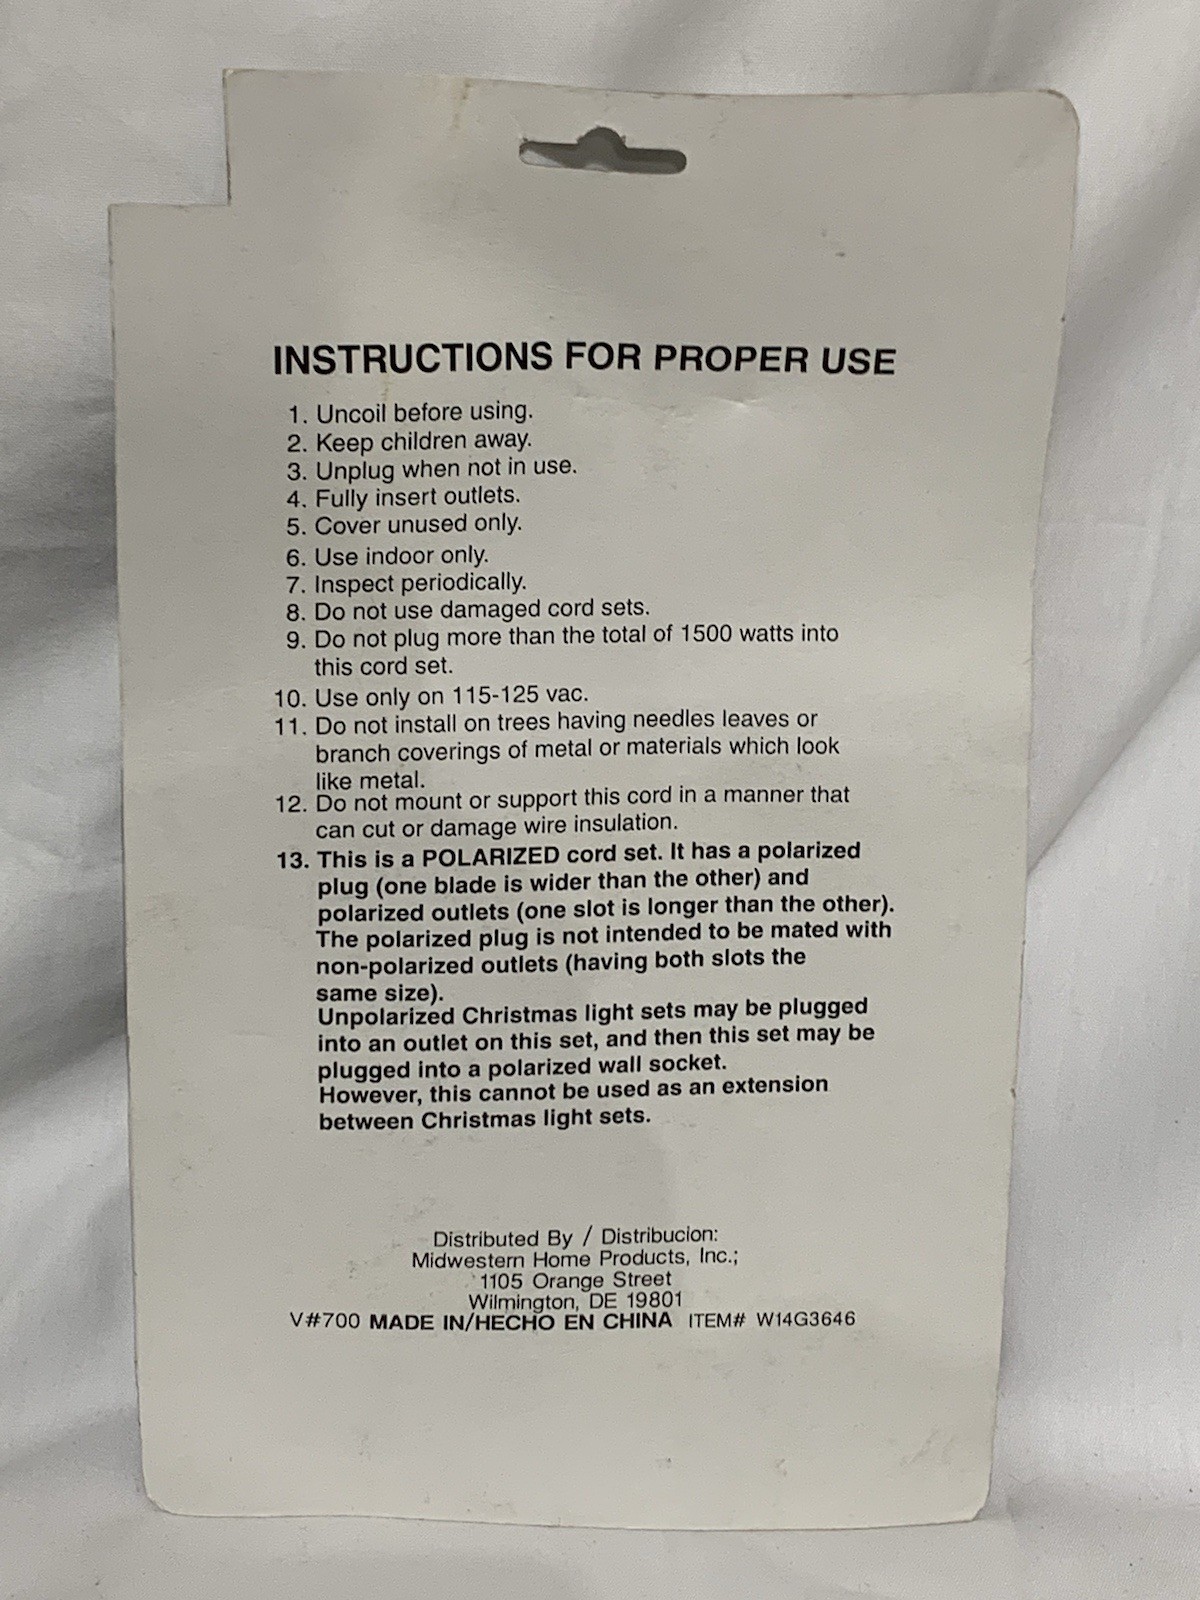 INSTRUCTIONS FOR PROPER USE
1. Uncoil before using.
2. Keep children away.
3. Unplug when not in use.
4. Fully insert outlets.
5. Cover unused only.
6. Use indoor only.
7. Inspect periodically.
8. Do not use damaged cord sets.
9. Do not plug more than the total of 1500 watts into
this cord set.
10. Use only on 115-125 vac.
11. Do not install on trees having needles leaves or
branch coverings of metal or materials which look
like metal.
12. Do not mount or support this cord in a manner that
can cut or damage wire insulation.
13. This is a POLARIZED cord set. It has a polarized
plug (one blade is wider than the other) and
polarized outlets (one slot is longer than the other).
The polarized plug is not intended to be mated with
non-polarized outlets (having both slots the
same size).
Unpolarized Christmas light sets may be plugged
into an outlet on this set, and then this set may be
plugged into a polarized wall socket.
However, this cannot be used as an extension
between Christmas light sets.
Distributed By / Distribucion:
Midwestern Home Products, Inc.;
1105 Orange Street
Wilmington, DE 19801
V#700 MADE IN/HECHO EN CHINA ITEM# W14G3646